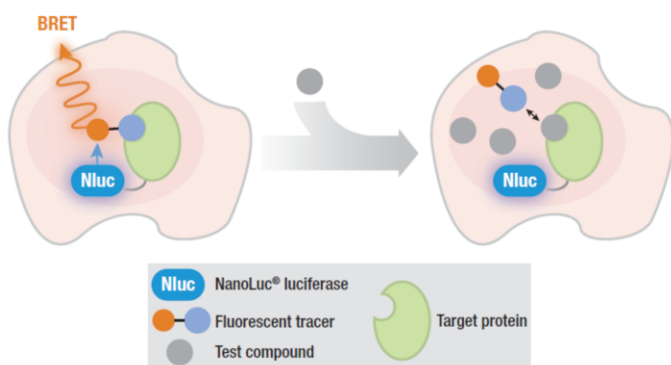 BRET
Nluc
Nluc
Nluc NanoLuc® luciferase
Fluorescent tracer
Test compound
Target protein